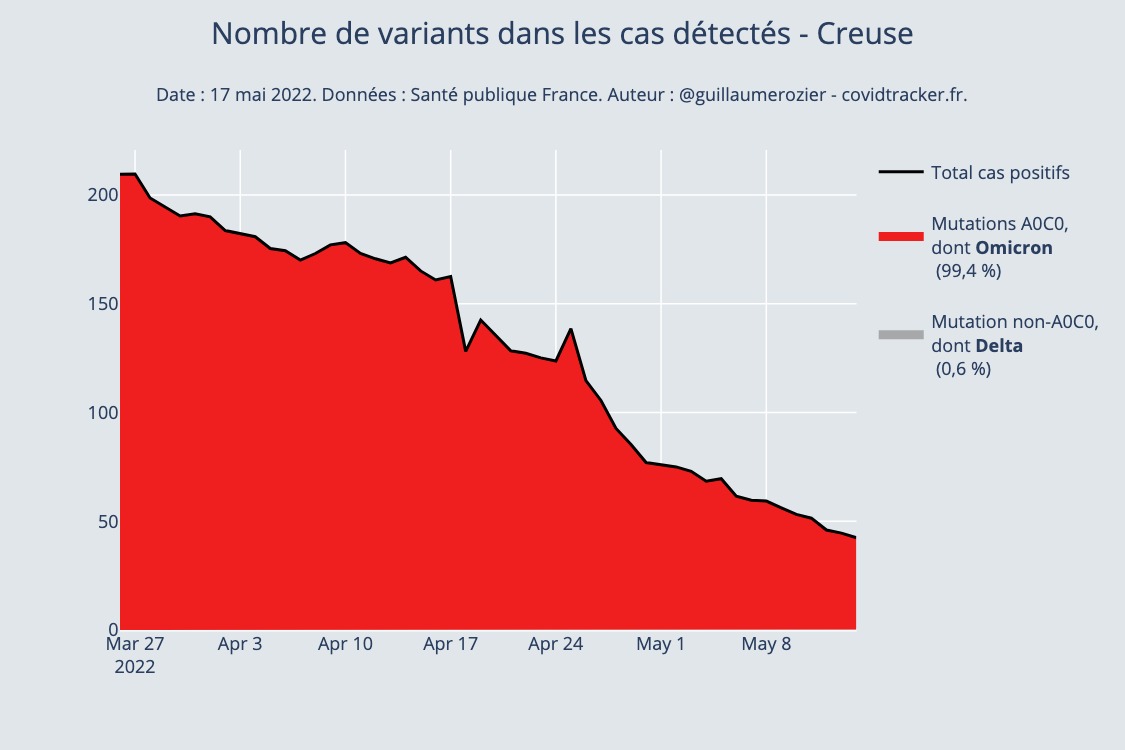 Nombre de variants dans les cas détectés - Creuse
Date : 17 mai 2022. Données : Santé publique France. Auteur : @guillaumerozier - covidtracker.fr.
Total cas positifs
Mutations A0C0,
dont Omicron
(99,4 %)
Mutation non-A0C0,
dont Delta
(0,6 %)
200
150
100
50
0
Mar 27
2022
Apr 3
Apr 10
Apr 17
Apr 24
May 1
May 8